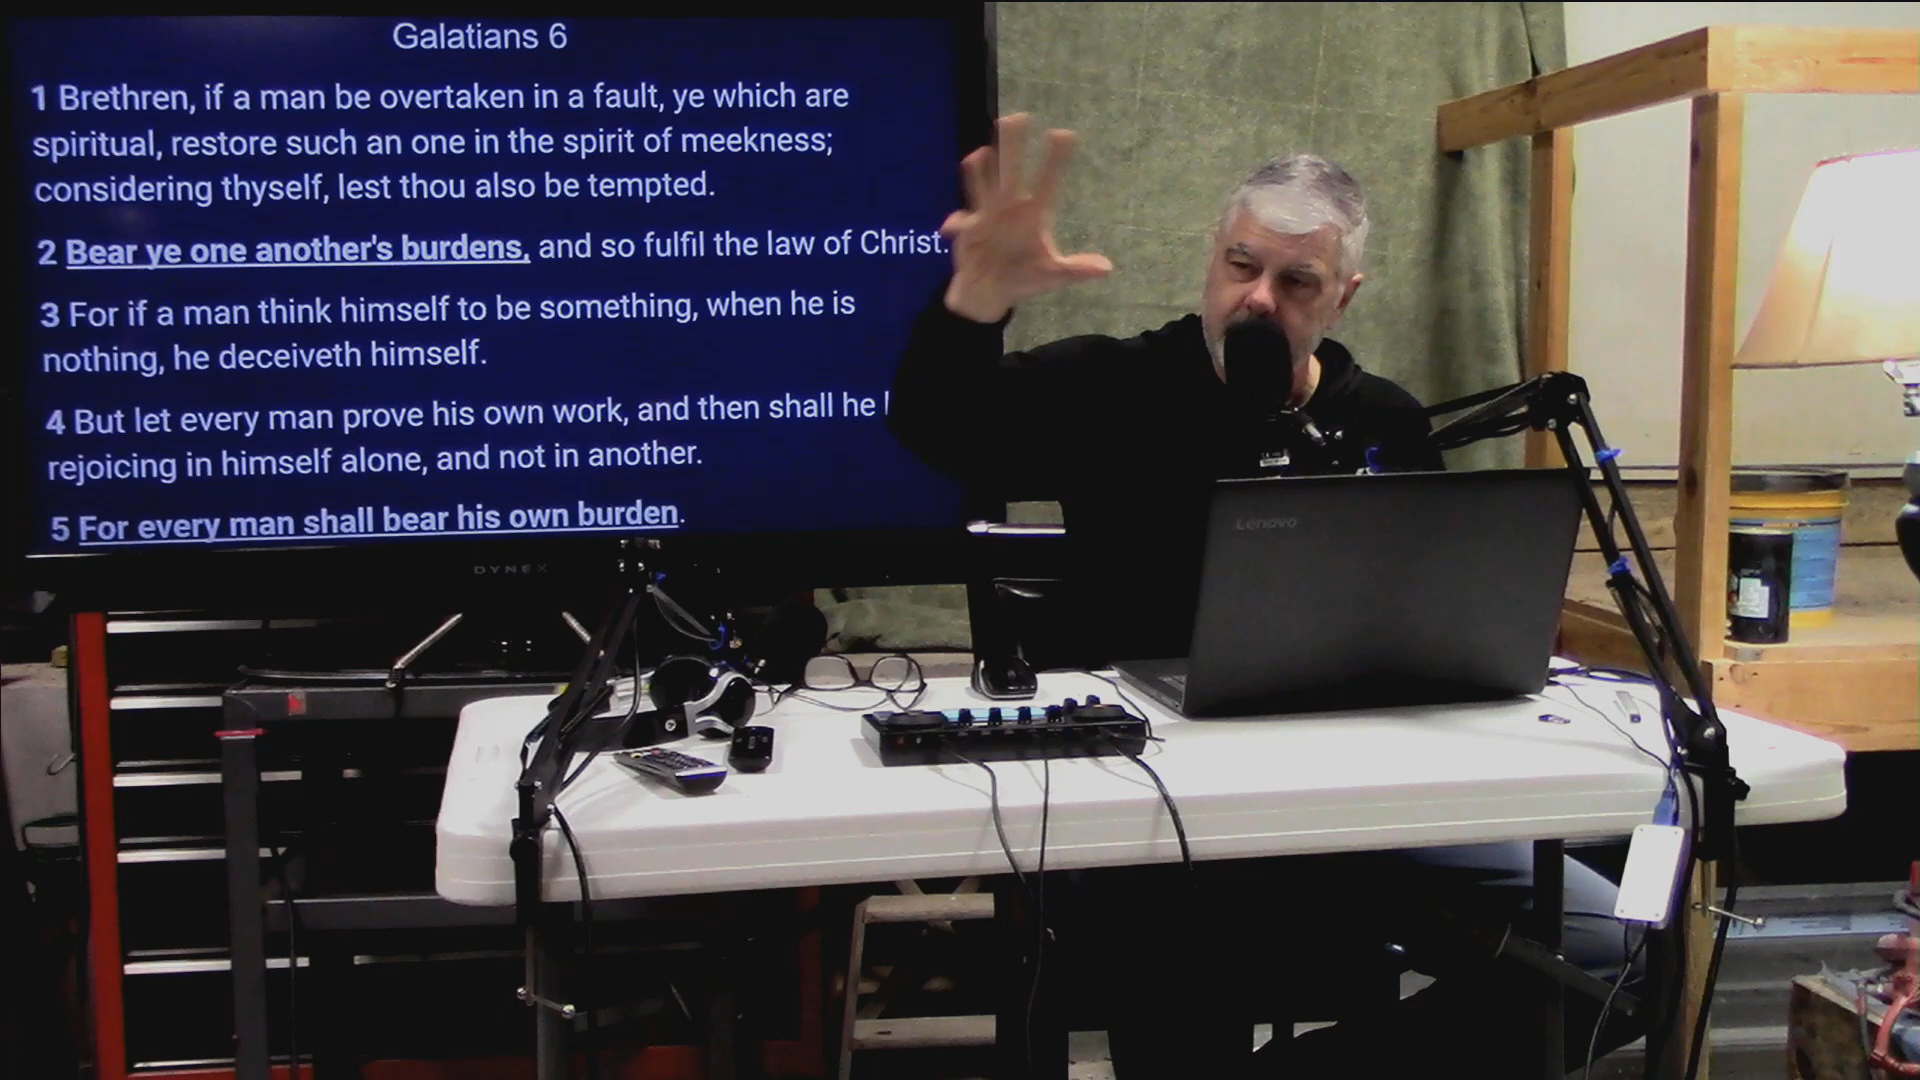 Galatians 6
1 Brethren, if a man be overtaken in a fault, ye which are
spiritual, restore such an one in the spirit of meekness;
considering thyself, lest thou also be tempted.
2 Bear ye one another's burdens, and so fulfil the law of Christ.
3 For if a man think himself to be something, when he is
nothing, he deceiveth himself.
4 But let every man prove his own work, and then shall he
rejoicing in himself alone, and not in another.
5 For every man shall bear his own burden.
DYNEX
Lenovo